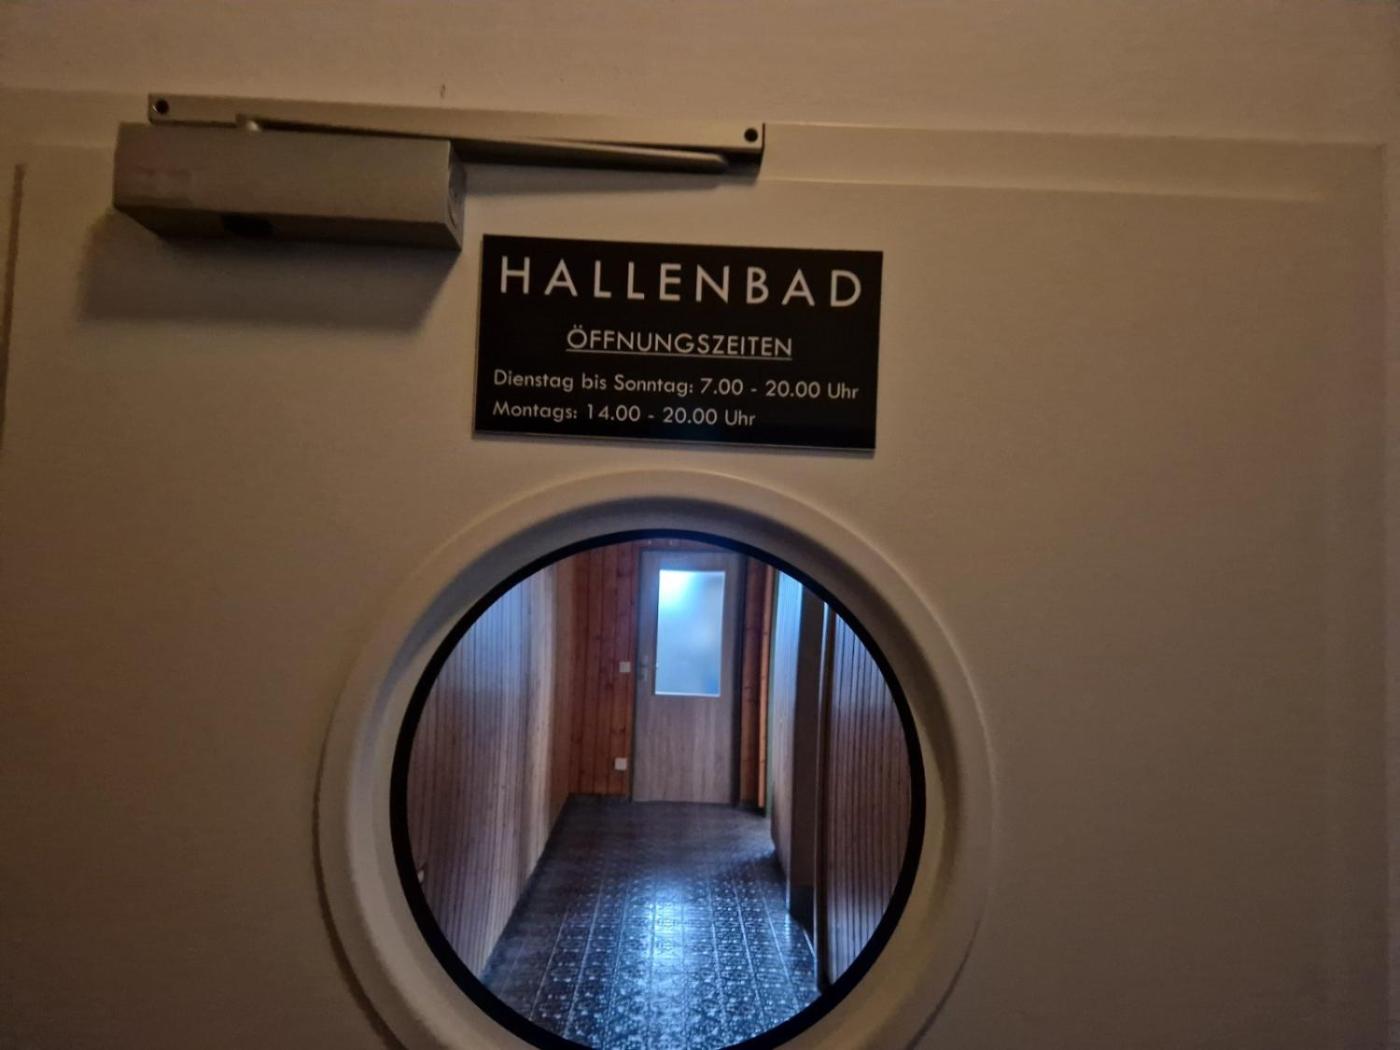 HALLENBAD
ÖFFNUNGSZEITEN
Dienstag bis Sonntag: 7.00 - 20.00 Uhr
Montags: 14.00 - 20.00 Uhr